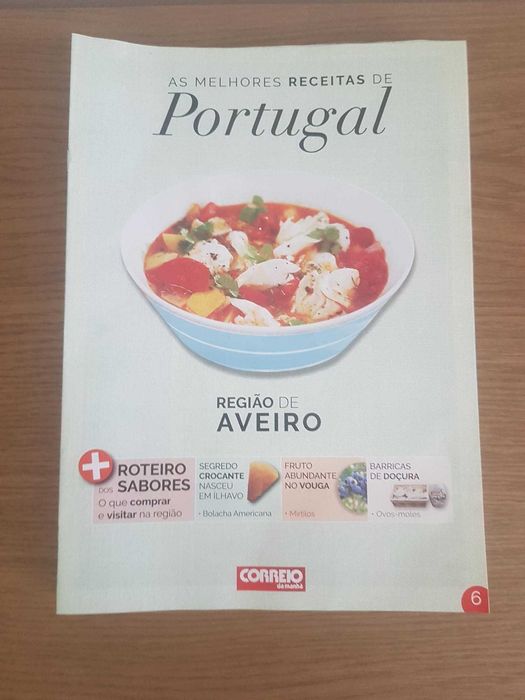 AS MELHORES RECEITAS DE
Portugal
REGIÃO DE
AVEIRO
+
ROTEIRO
DOS SABORES
O que comprar
e visitar na região
SEGREDO
CROCANTE
NASCEU
EM ÍLHAVO
• Bolacha Americana
FRUTO
ABUNDANTE
NO VOUGA
• Mirtilos
BARRICAS
DE DOÇURA
• Ovos-moles
CORREIO
da manhã
6